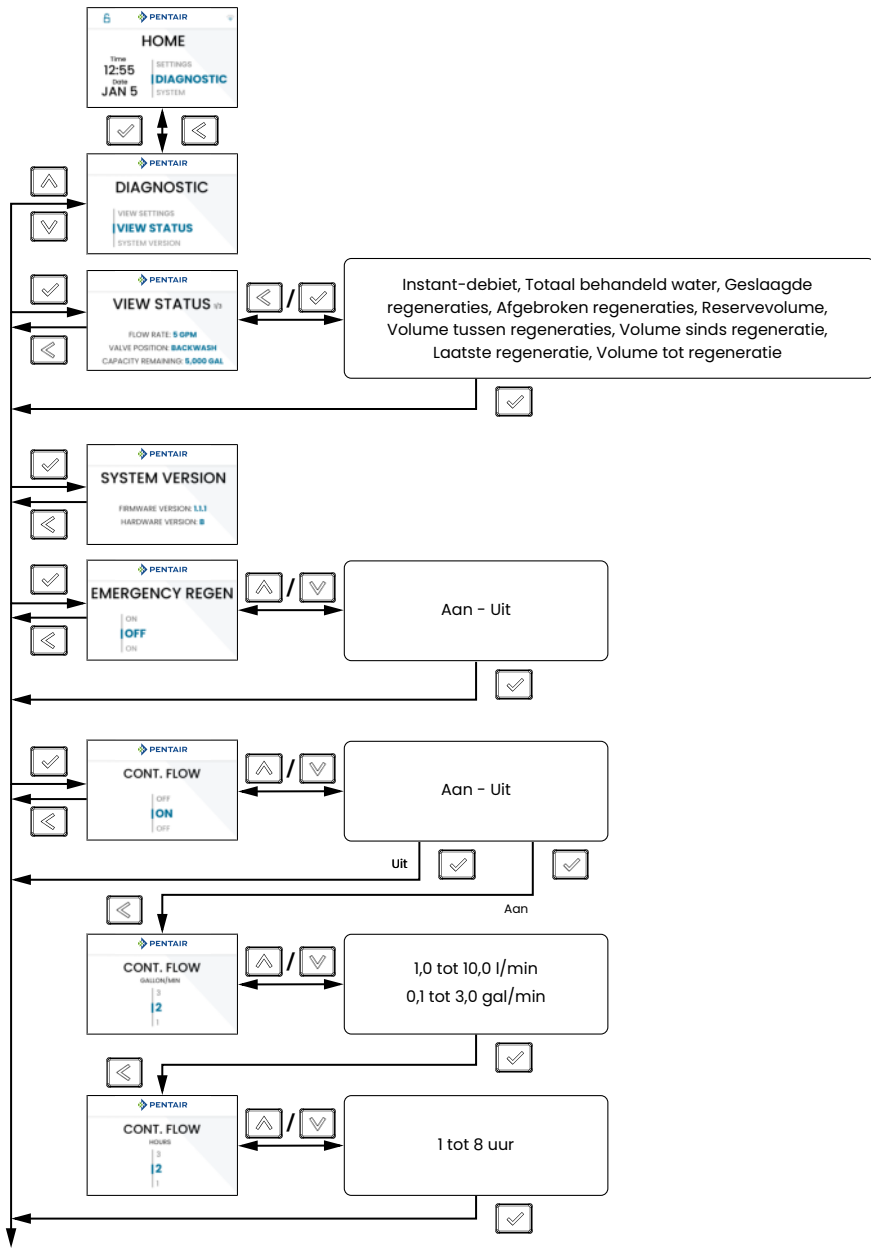 PENTAIR
HOME
Time
12:55
Date
JAN 5
SETTINGS
DIAGNOSTIC
SYSTEM
PENTAIR
DIAGNOSTIC
VIEW SETTINGS
VIEW STATUS
SYSTEM VERSION
PENTAIR
VIEW STATUS 1/3
FLOW RATE: 5 GPM
VALVE POSITION: BACKWASH
CAPACITY REMAINING: 5,000 GAL
/
Instant-debiet, Totaal behandeld water, Geslaagde
regeneraties, Afgebroken regeneraties, Reservevolume,
Volume tussen regeneraties, Volume sinds regeneratie,
Laatste regeneratie, Volume tot regeneratie
PENTAIR
SYSTEM VERSION
FIRMWARE VERSION: 1.1.1
HARDWARE VERSION: B
PENTAIR
EMERGENCY REGEN
ON
OFF
ON
/
Aan - Uit
PENTAIR
CONT. FLOW
OFF
ON
OFF
/
Aan - Uit
Uit
Aan
PENTAIR
CONT. FLOW
GALLON/MIN
3
2
1
/
1,0 tot 10,0 l/min
0,1 tot 3,0 gal/min
PENTAIR
CONT. FLOW
HOURS
3
2
1
/
1 tot 8 uur